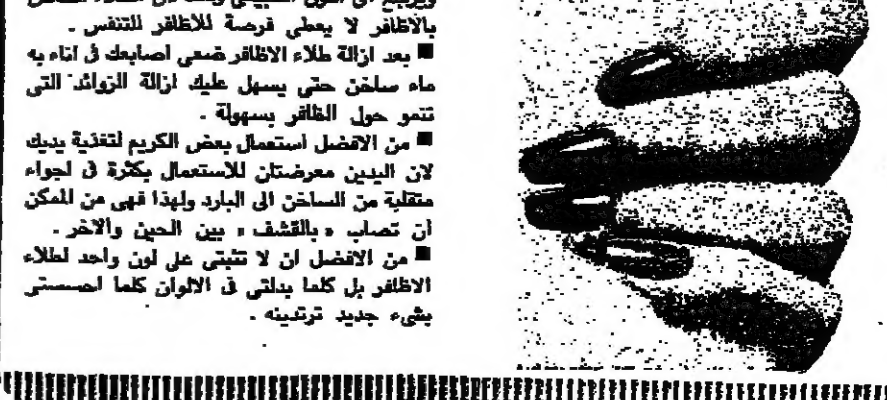 بالاظافر لا يعطى فرصة للاظافر للتنفس .
■ بعد ازالة طلاء الاظافر ضعى اصابعك فى اناء به
ماء ساخن حتى يسهل عليك ازالة الزوائد التى
تنمو حول الظافر بسهولة .
■ من الافضل استعمال بعض الكريم لتغذية يديك
لان اليدين معرضتان للاستعمال بكثرة فى اجواء
متقلبة من الساخن الى البارد ولهذا فهى من الممكن
ان تصاب « بالقشف » بين الحين والاخر .
■ من الافضل ان لا تثبتى على لون واحد لطلاء
الاظافر بل كلما بدلتى فى الالوان كلما احسستى
بشىء جديد ترتدينه .